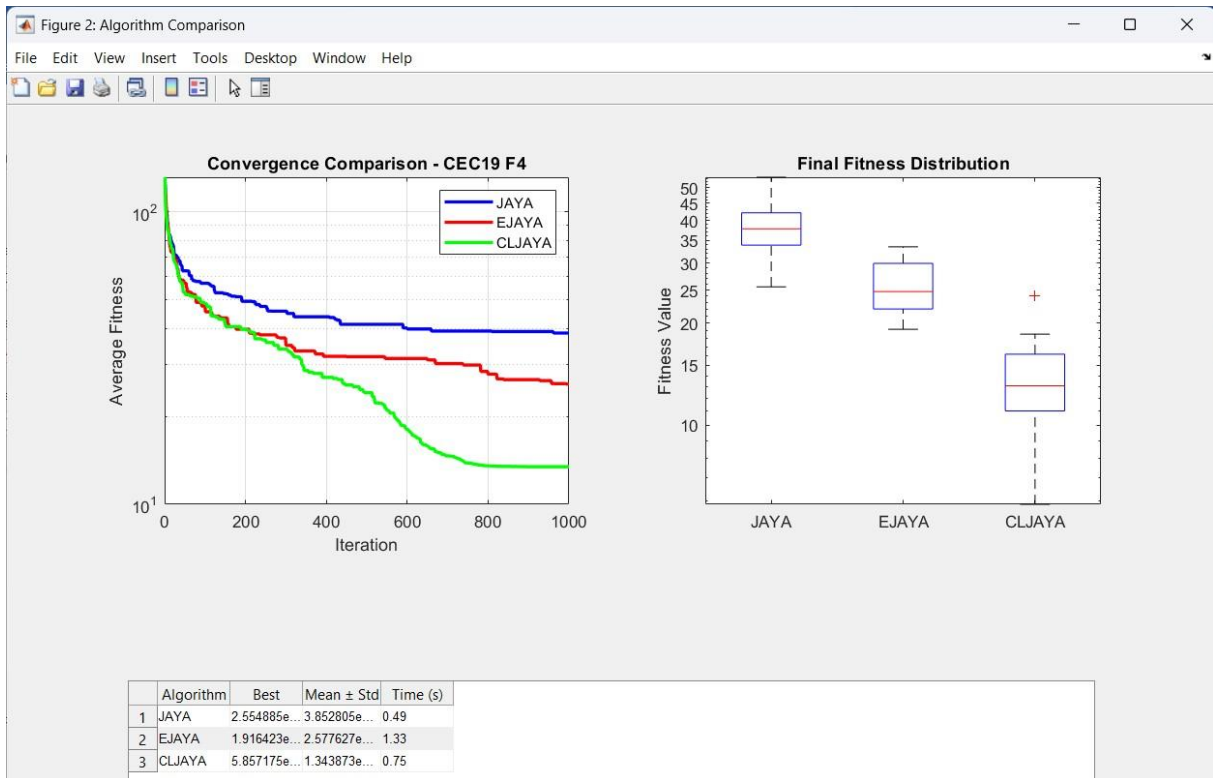 Figure 2: Algorithm Comparison
File Edit View Insert Tools Desktop Window Help
Convergence Comparison - CEC19 F4
Average Fitness
10^2
10^1
JAYA
EJAYA
CLJAYA
0 200 400 600 800 1000
Iteration
Final Fitness Distribution
Fitness Value
50
45
40
35
30
25
20
15
10
JAYA EJAYA CLJAYA
Algorithm Best Mean ± Std Time (s)
1 JAYA 2.554885e... 3.852805e... 0.49
2 EJAYA 1.916423e... 2.577627e... 1.33
3 CLJAYA 5.857175e... 1.343873e... 0.75